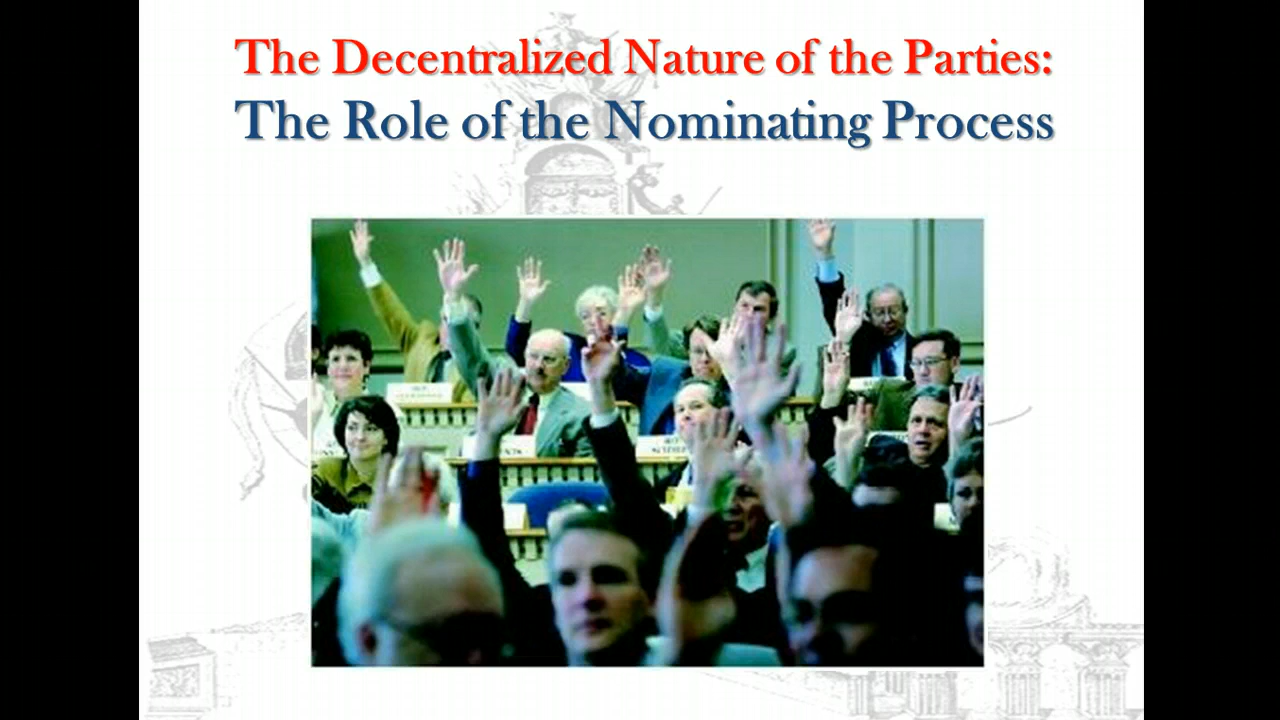 The Decentralized Nature of the Parties:
The Role of the Nominating Process